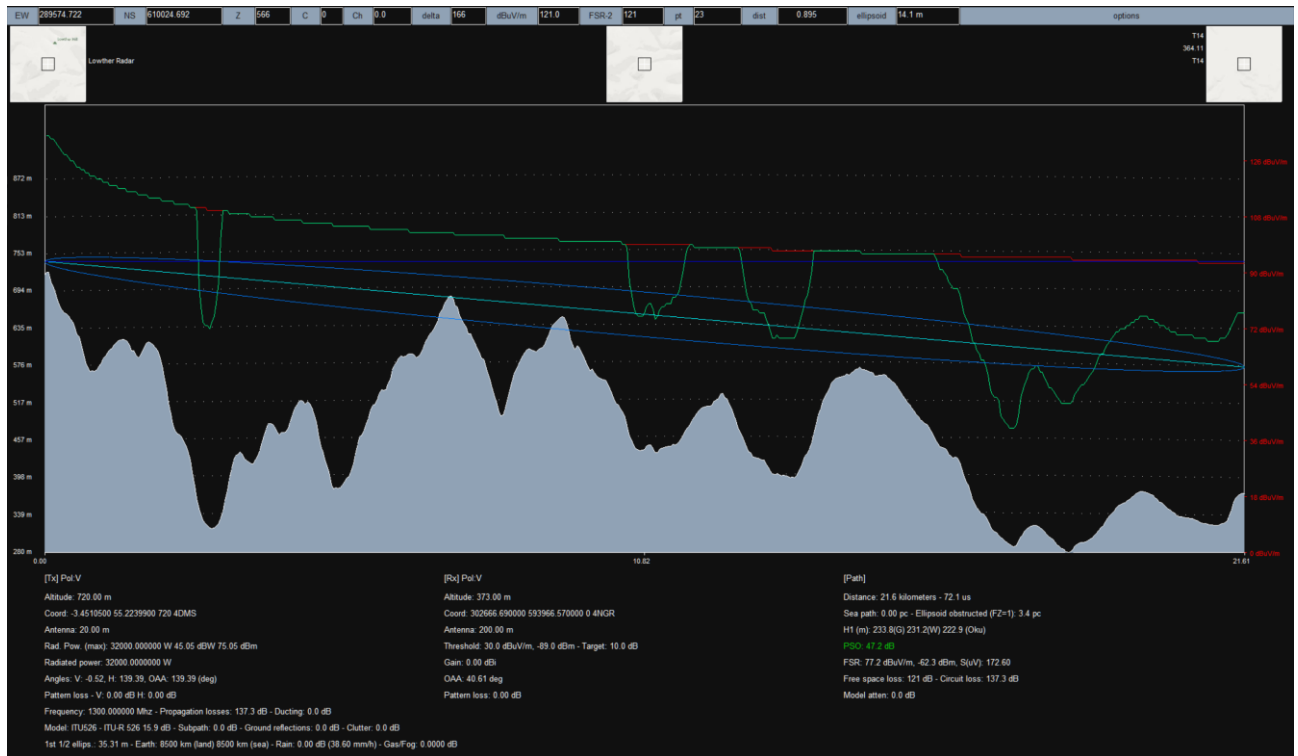 EW 289574.722 NS 610024.692 Z 566 C 0 Ch 0.0 delta 166 dBuV/m 121.0 FSR-2 121 pt 23 dist 0.895 ellipsoid 14.1 m options
Lowther Hill
Lowther Radar
T14
364.11
T14
872 m
813 m
753 m
694 m
635 m
576 m
517 m
457 m
398 m
339 m
280 m
126 dBuV/m
108 dBuV/m
90 dBuV/m
72 dBuV/m
54 dBuV/m
36 dBuV/m
18 dBuV/m
0 dBuV/m
0.00 10.82 21.61
[Tx] Pol:V
Altitude: 720.00 m
Coord: -3.4510500 55.2239900 720 4DMS
Antenna: 20.00 m
Rad. Pow. (max): 32000.000000 W 45.05 dBW 75.05 dBm
Radiated power: 32000.0000000 W
Angles: V: -0.52, H: 139.39, OAA: 139.39 (deg)
Pattern loss - V: 0.00 dB H: 0.00 dB
Frequency: 1300.000000 Mhz - Propagation losses: 137.3 dB - Ducting: 0.0 dB
Model: ITU526 - ITU-R 526 15.9 dB - Subpath: 0.0 dB - Ground reflections: 0.0 dB - Clutter: 0.0 dB
1st 1/2 ellips.: 35.31 m - Earth: 8500 km (land) 8500 km (sea) - Rain: 0.00 dB (38.60 mm/h) - Gas/Fog: 0.0000 dB
[Rx] Pol:V
Altitude: 373.00 m
Coord: 302666.690000 593966.570000 0 4NGR
Antenna: 200.00 m
Threshold: 30.0 dBuV/m, -89.0 dBm - Target: 10.0 dB
Gain: 0.00 dBi
OAA: 40.61 deg
Pattern loss: 0.00 dB
[Path]
Distance: 21.6 kilometers - 72.1 us
Sea path: 0.00 pc - Ellipsoid obstructed (FZ=1): 3.4 pc
H1 (m): 233.8(G) 231.2(W) 222.9 (Oku)
PSO: 47.2 dB
FSR: 77.2 dBuV/m, -62.3 dBm, S(uV): 172.60
Free space loss: 121 dB - Circuit loss: 137.3 dB
Model atten: 0.0 dB